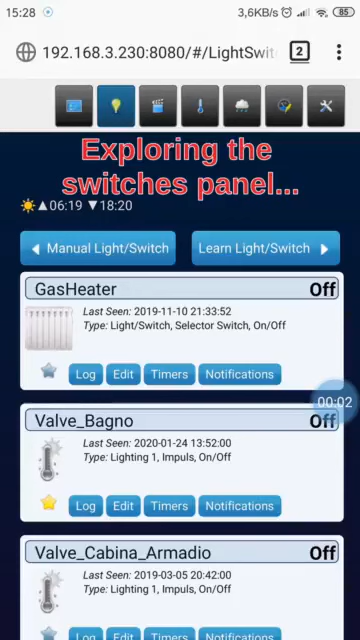 15:28
3,6KB/s
85
192.168.3.230:8080/#/LightSwit
2
Exploring the
switches panel...
▲06:19 ▼18:20
Manual Light/Switch
Learn Light/Switch
GasHeater
Off
Last Seen: 2019-11-10 21:33:52
Type: Light/Switch, Selector Switch, On/Off
Log
Edit
Timers
Notifications
00:02
Valve_Bagno
Off
Last Seen: 2020-01-24 13:52:00
Type: Lighting 1, Impuls, On/Off
Log
Edit
Timers
Notifications
Valve_Cabina_Armadio
Off
Last Seen: 2019-03-05 20:42:00
Type: Lighting 1, Impuls, On/Off
Log
Edit
Timers
Notifications